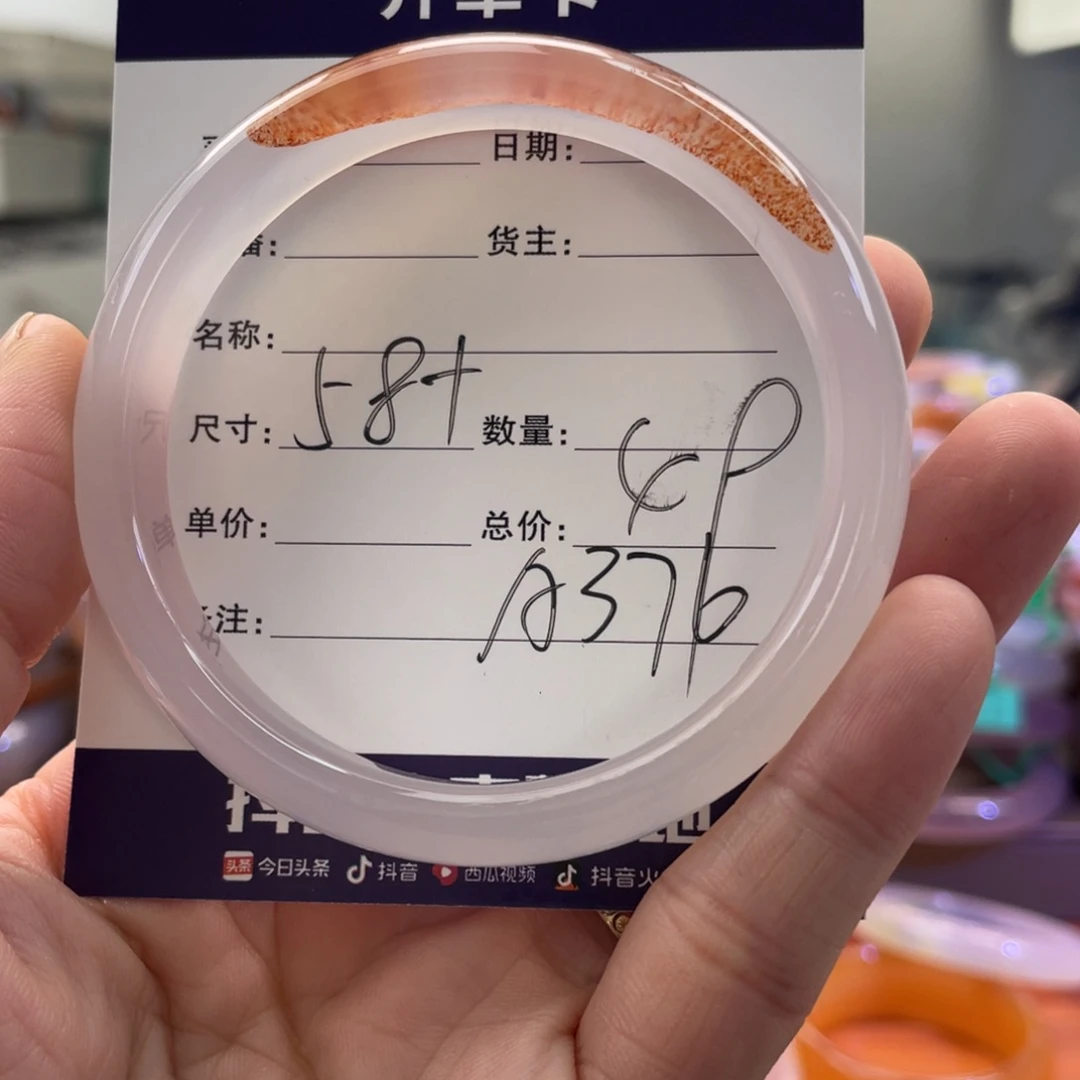 日期:
货主:
名称:
尺寸: 58+ 数量:
单价: 总价:
注: A376
今日头条 抖音 西瓜视频 抖音火